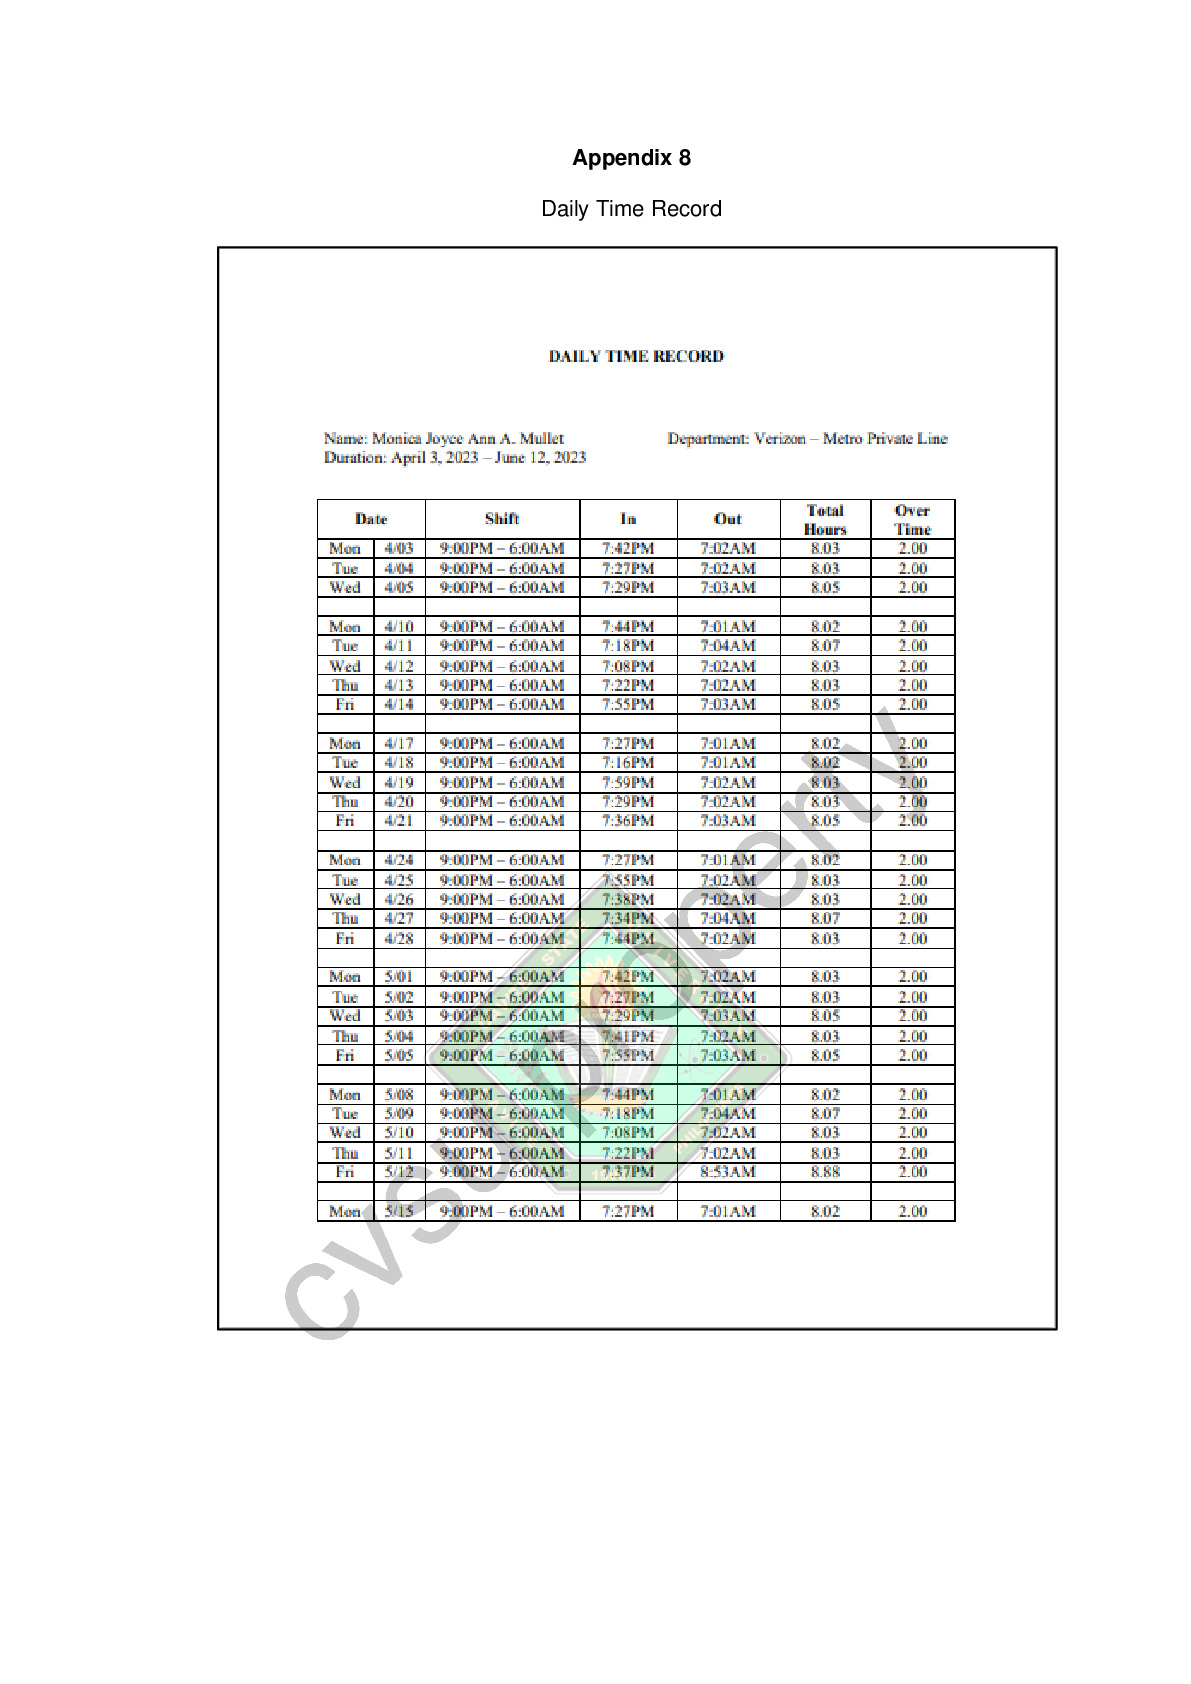 Appendix 8
Daily Time Record
DAILY TIME RECORD
Name: Monica Joyce Ann A. Mullet Department: Verizon – Metro Private Line
Duration: April 3, 2023 – June 12, 2023
Date Shift In Out Total Hours Over Time
Mon 4/03 9:00PM – 6:00AM 7:42PM 7:02AM 8.03 2.00
Tue 4/04 9:00PM – 6:00AM 7:27PM 7:02AM 8.03 2.00
Wed 4/05 9:00PM – 6:00AM 7:29PM 7:03AM 8.05 2.00
Mon 4/10 9:00PM – 6:00AM 7:44PM 7:01AM 8.02 2.00
Tue 4/11 9:00PM – 6:00AM 7:18PM 7:04AM 8.07 2.00
Wed 4/12 9:00PM – 6:00AM 7:08PM 7:02AM 8.03 2.00
Thu 4/13 9:00PM – 6:00AM 7:22PM 7:02AM 8.03 2.00
Fri 4/14 9:00PM – 6:00AM 7:55PM 7:03AM 8.05 2.00
Mon 4/17 9:00PM – 6:00AM 7:27PM 7:01AM 8.02 2.00
Tue 4/18 9:00PM – 6:00AM 7:16PM 7:01AM 8.02 2.00
Wed 4/19 9:00PM – 6:00AM 7:59PM 7:02AM 8.03 2.00
Thu 4/20 9:00PM – 6:00AM 7:29PM 7:02AM 8.03 2.00
Fri 4/21 9:00PM – 6:00AM 7:36PM 7:03AM 8.05 2.00
Mon 4/24 9:00PM – 6:00AM 7:27PM 7:01AM 8.02 2.00
Tue 4/25 9:00PM – 6:00AM 7:55PM 7:02AM 8.03 2.00
Wed 4/26 9:00PM – 6:00AM 7:38PM 7:02AM 8.03 2.00
Thu 4/27 9:00PM – 6:00AM 7:34PM 7:04AM 8.07 2.00
Fri 4/28 9:00PM – 6:00AM 7:44PM 7:02AM 8.03 2.00
Mon 5/01 9:00PM – 6:00AM 7:42PM 7:02AM 8.03 2.00
Tue 5/02 9:00PM – 6:00AM 7:27PM 7:02AM 8.03 2.00
Wed 5/03 9:00PM – 6:00AM 7:29PM 7:03AM 8.05 2.00
Thu 5/04 9:00PM – 6:00AM 7:41PM 7:02AM 8.03 2.00
Fri 5/05 9:00PM – 6:00AM 7:55PM 7:03AM 8.05 2.00
Mon 5/08 9:00PM – 6:00AM 7:44PM 7:01AM 8.02 2.00
Tue 5/09 9:00PM – 6:00AM 7:18PM 7:04AM 8.07 2.00
Wed 5/10 9:00PM – 6:00AM 7:08PM 7:02AM 8.03 2.00
Thu 5/11 9:00PM – 6:00AM 7:22PM 7:02AM 8.03 2.00
Fri 5/12 9:00PM – 6:00AM 7:37PM 8:53AM 8.88 2.00
Mon 5/15 9:00PM – 6:00AM 7:27PM 7:01AM 8.02 2.00
cvsu property